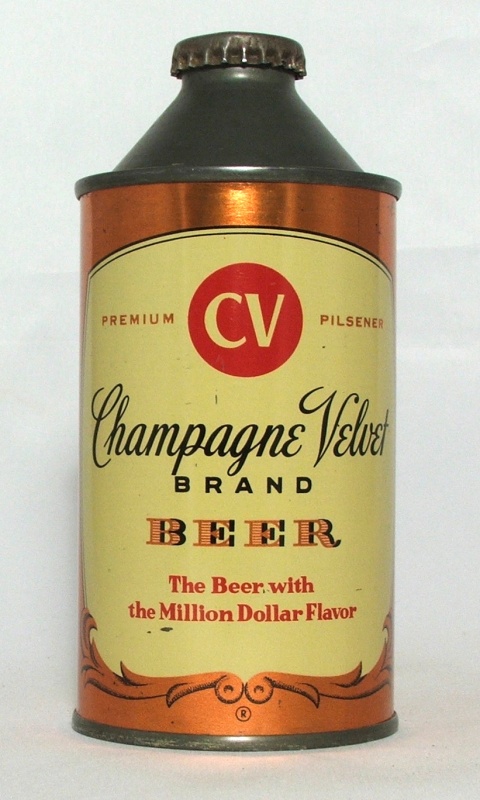 CV
PREMIUM PILSENER
Champagne Velvet
BRAND
BEER
The Beer with
the Million Dollar Flavor
®